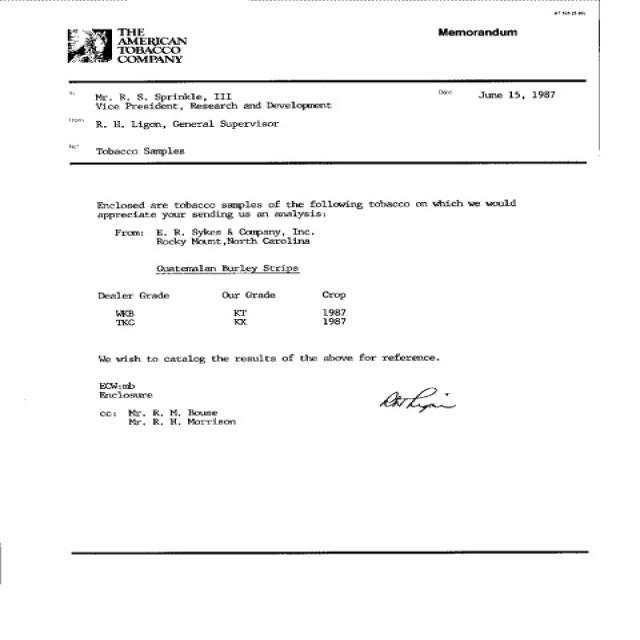 THE
AMERICAN
TOBACCO
COMPANY
Memorandum
To
Mr. R. S. Sprinkle, III
Vice President, Research and Development
Date
June 15, 1987
From
R. H. Ligon, General Supervisor
Re:
Tobacco Samples
Enclosed are tobacco samples of the following tobacco on which we would
appreciate your sending us an analysis:
From: E. R. Sykes & Company, Inc.
Rocky Mount,North Carolina
Guatemalan Burley Strips
Dealer Grade Our Grade Crop
WKB KT 1987
TKC KX 1987
We wish to catalog the results of the above for reference.
ECW:mb
Enclosure
RH Ligon
cc: Mr. R. M. Bouse
Mr. R. H. Morrison